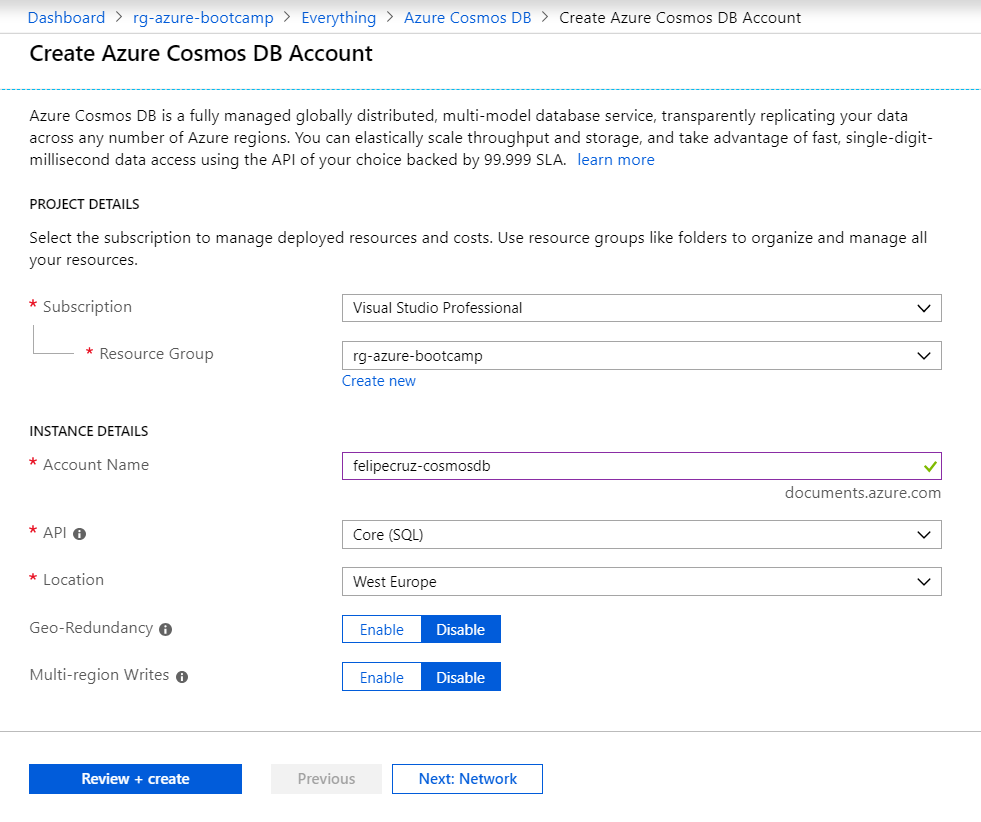 Dashboard > rg-azure-bootcamp > Everything > Azure Cosmos DB > Create Azure Cosmos DB Account
Create Azure Cosmos DB Account
Azure Cosmos DB is a fully managed globally distributed, multi-model database service, transparently replicating your data
across any number of Azure regions. You can elastically scale throughput and storage, and take advantage of fast, single-digit-
millisecond data access using the API of your choice backed by 99.999 SLA. learn more
PROJECT DETAILS
Select the subscription to manage deployed resources and costs. Use resource groups like folders to organize and manage all
your resources.
* Subscription Visual Studio Professional
* Resource Group rg-azure-bootcamp
Create new
INSTANCE DETAILS
* Account Name felipecruz-cosmosdb
documents.azure.com
* API Core (SQL)
* Location West Europe
Geo-Redundancy Enable Disable
Multi-region Writes Enable Disable
Review + create Previous Next: Network